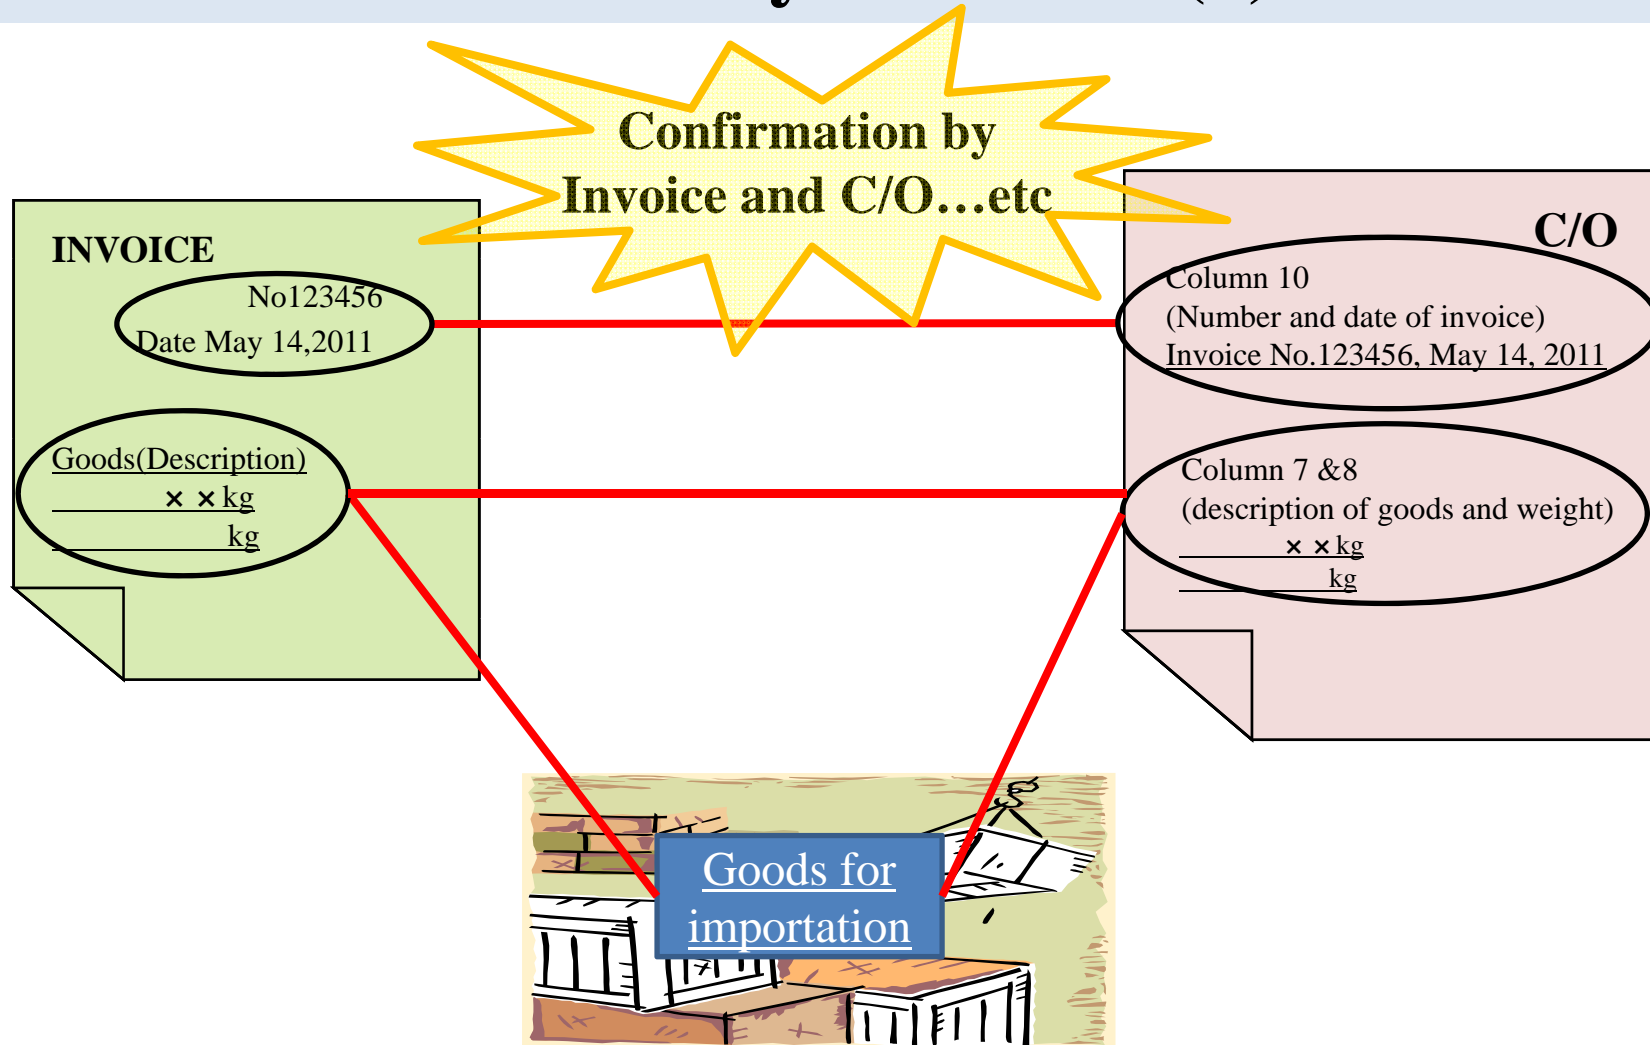 Confirmation by
Invoice and C/O…etc
INVOICE
No123456
Date May 14,2011
Goods(Description)
× × kg
kg
C/O
Column 10
(Number and date of invoice)
Invoice No.123456, May 14, 2011
Column 7 &8
(description of goods and weight)
× × kg
kg
Goods for
importation